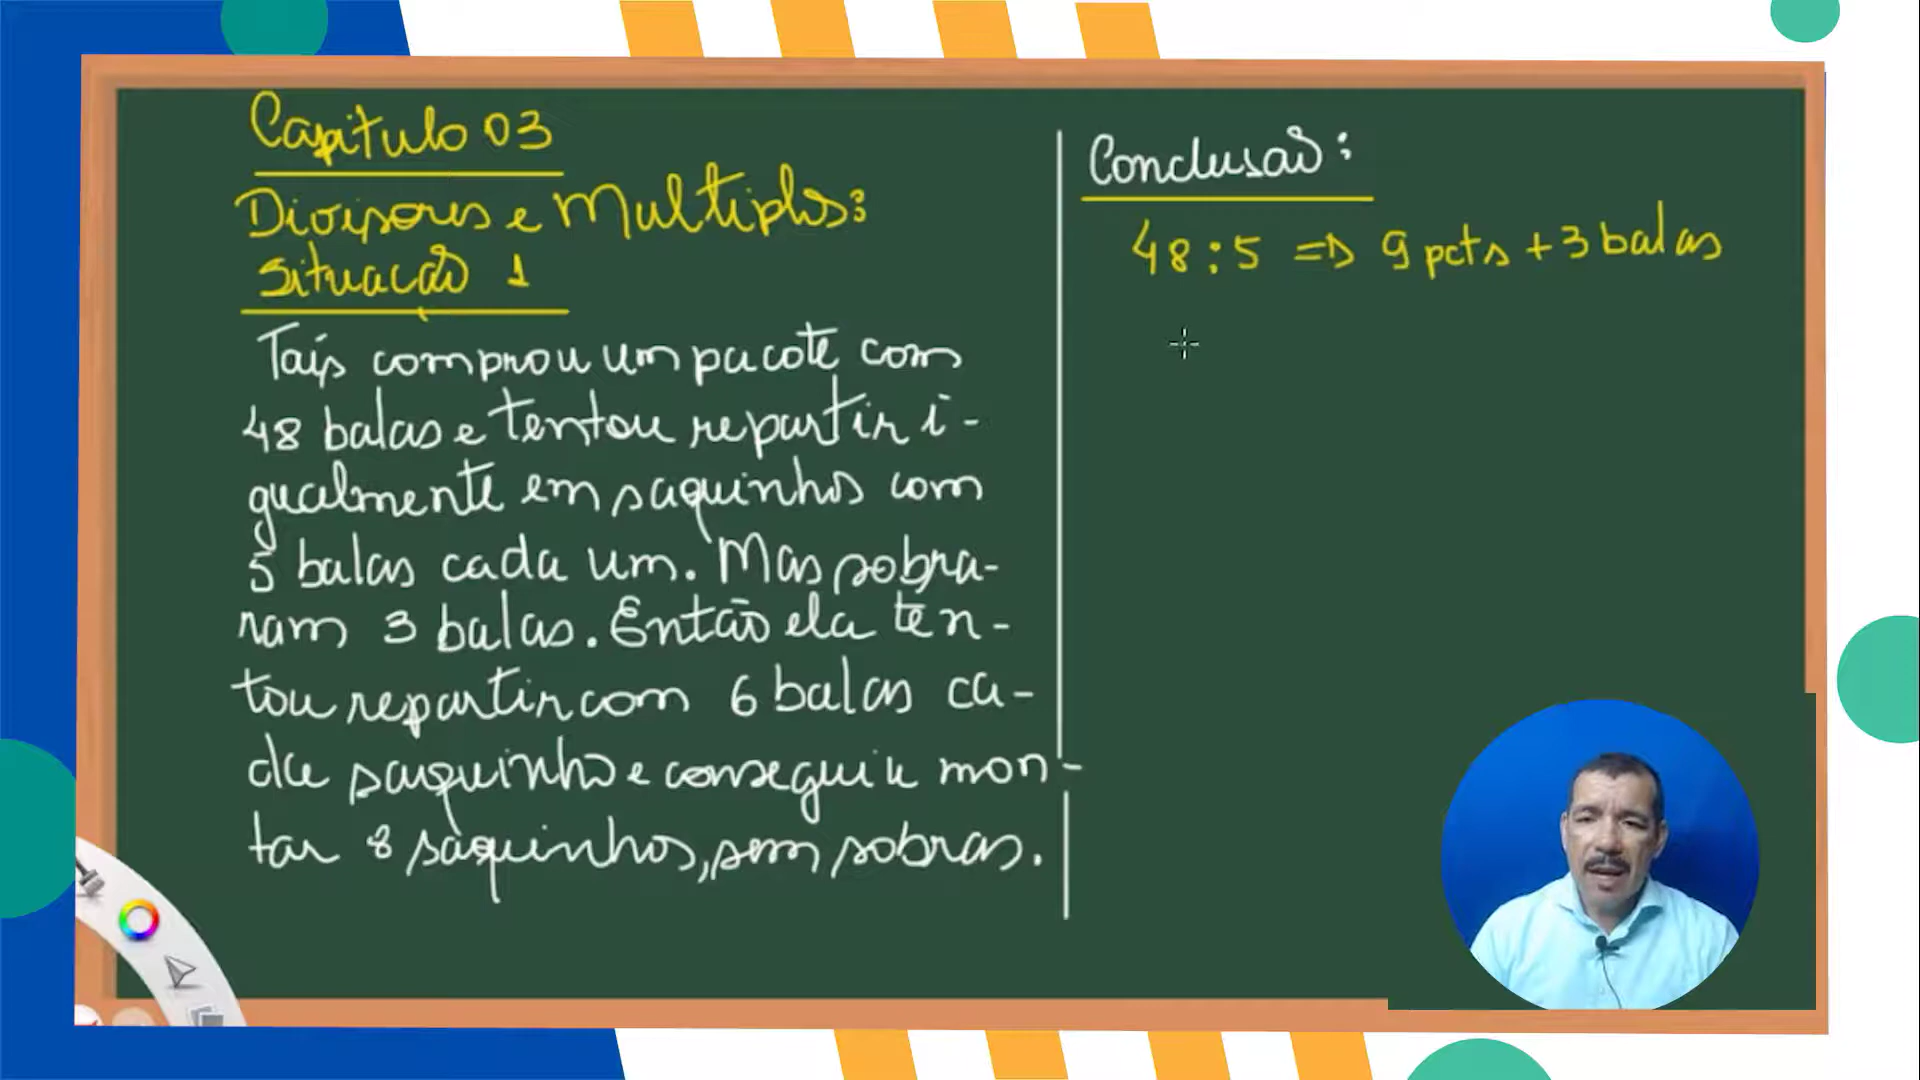 Capitulo 03
Divisores e Multiplos:
Situação 1
Taís comprou um pacote com
48 balas e tentou repartir i-
gualmente em saquinhos com
5 balas cada um. Mas sobra-
ram 3 balas. Então ela ten-
tou repartir com 6 balas ca-
da saquinho e conseguiu mon-
tar 8 saquinhos, sem sobras.
Conclusão:
48:5 => 9 pcts + 3 balas